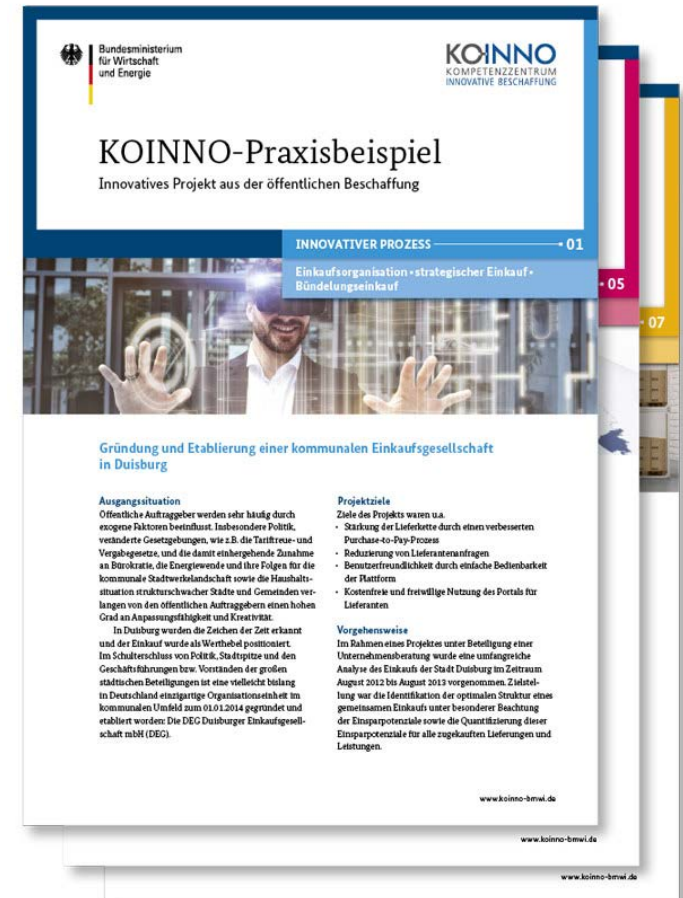 Bundesministerium
für Wirtschaft
und Energie
KOINNO
KOMPETENZZENTRUM
INNOVATIVE BESCHAFFUNG
KOINNO-Praxisbeispiel
Innovatives Projekt aus der öffentlichen Beschaffung
INNOVATIVER PROZESS 01
Einkaufsorganisation • strategischer Einkauf •
Bündelungseinkauf
05
07
Gründung und Etablierung einer kommunalen Einkaufsgesellschaft
in Duisburg
Ausgangssituation
Öffentliche Auftraggeber werden sehr häufig durch
exogene Faktoren beeinflusst. Insbesondere Politik,
veränderte Gesetzgebungen, wie z.B. die Tariftreue- und
Vergabegesetze, und die damit einhergehende Zunahme
an Bürokratie, die Energiewende und ihre Folgen für die
kommunale Stadtwerkelandschaft sowie die Haushalts-
situation strukturschwacher Städte und Gemeinden ver-
langen von den öffentlichen Auftraggebern einen hohen
Grad an Anpassungsfähigkeit und Kreativität.
In Duisburg wurden die Zeichen der Zeit erkannt
und der Einkauf wurde als Werthebel positioniert.
Im Schulterschluss von Politik, Stadtspitze und den
Geschäftsführungen bzw. Vorständen der großen
städtischen Beteiligungen ist eine vielleicht bislang
in Deutschland einzigartige Organisationseinheit im
kommunalen Umfeld zum 01.01.2014 gegründet und
etabliert worden: Die DEG Duisburger Einkaufsgesell-
schaft mbH (DEG).
Projektziele
Ziele des Projekts waren u.a.
• Stärkung der Lieferkette durch einen verbesserten
Purchase-to-Pay-Prozess
• Reduzierung von Lieferantenanfragen
• Benutzerfreundlichkeit durch einfache Bedienbarkeit
der Plattform
• Kostenfreie und freiwillige Nutzung des Portals für
Lieferanten
Vorgehensweise
Im Rahmen eines Projektes unter Beteiligung einer
Unternehmensberatung wurde eine umfangreiche
Analyse des Einkaufs der Stadt Duisburg im Zeitraum
August 2012 bis August 2013 vorgenommen. Zielstel-
lung war die Identifikation der optimalen Struktur eines
gemeinsamen Einkaufs unter besonderer Beachtung
der Einsparpotenziale sowie die Quantifizierung dieser
Einsparpotenziale für alle zugekauften Lieferungen und
Leistungen.
www.koinno-bmwi.de
www.koinno-bmwi.de
www.koinno-bmwi.de